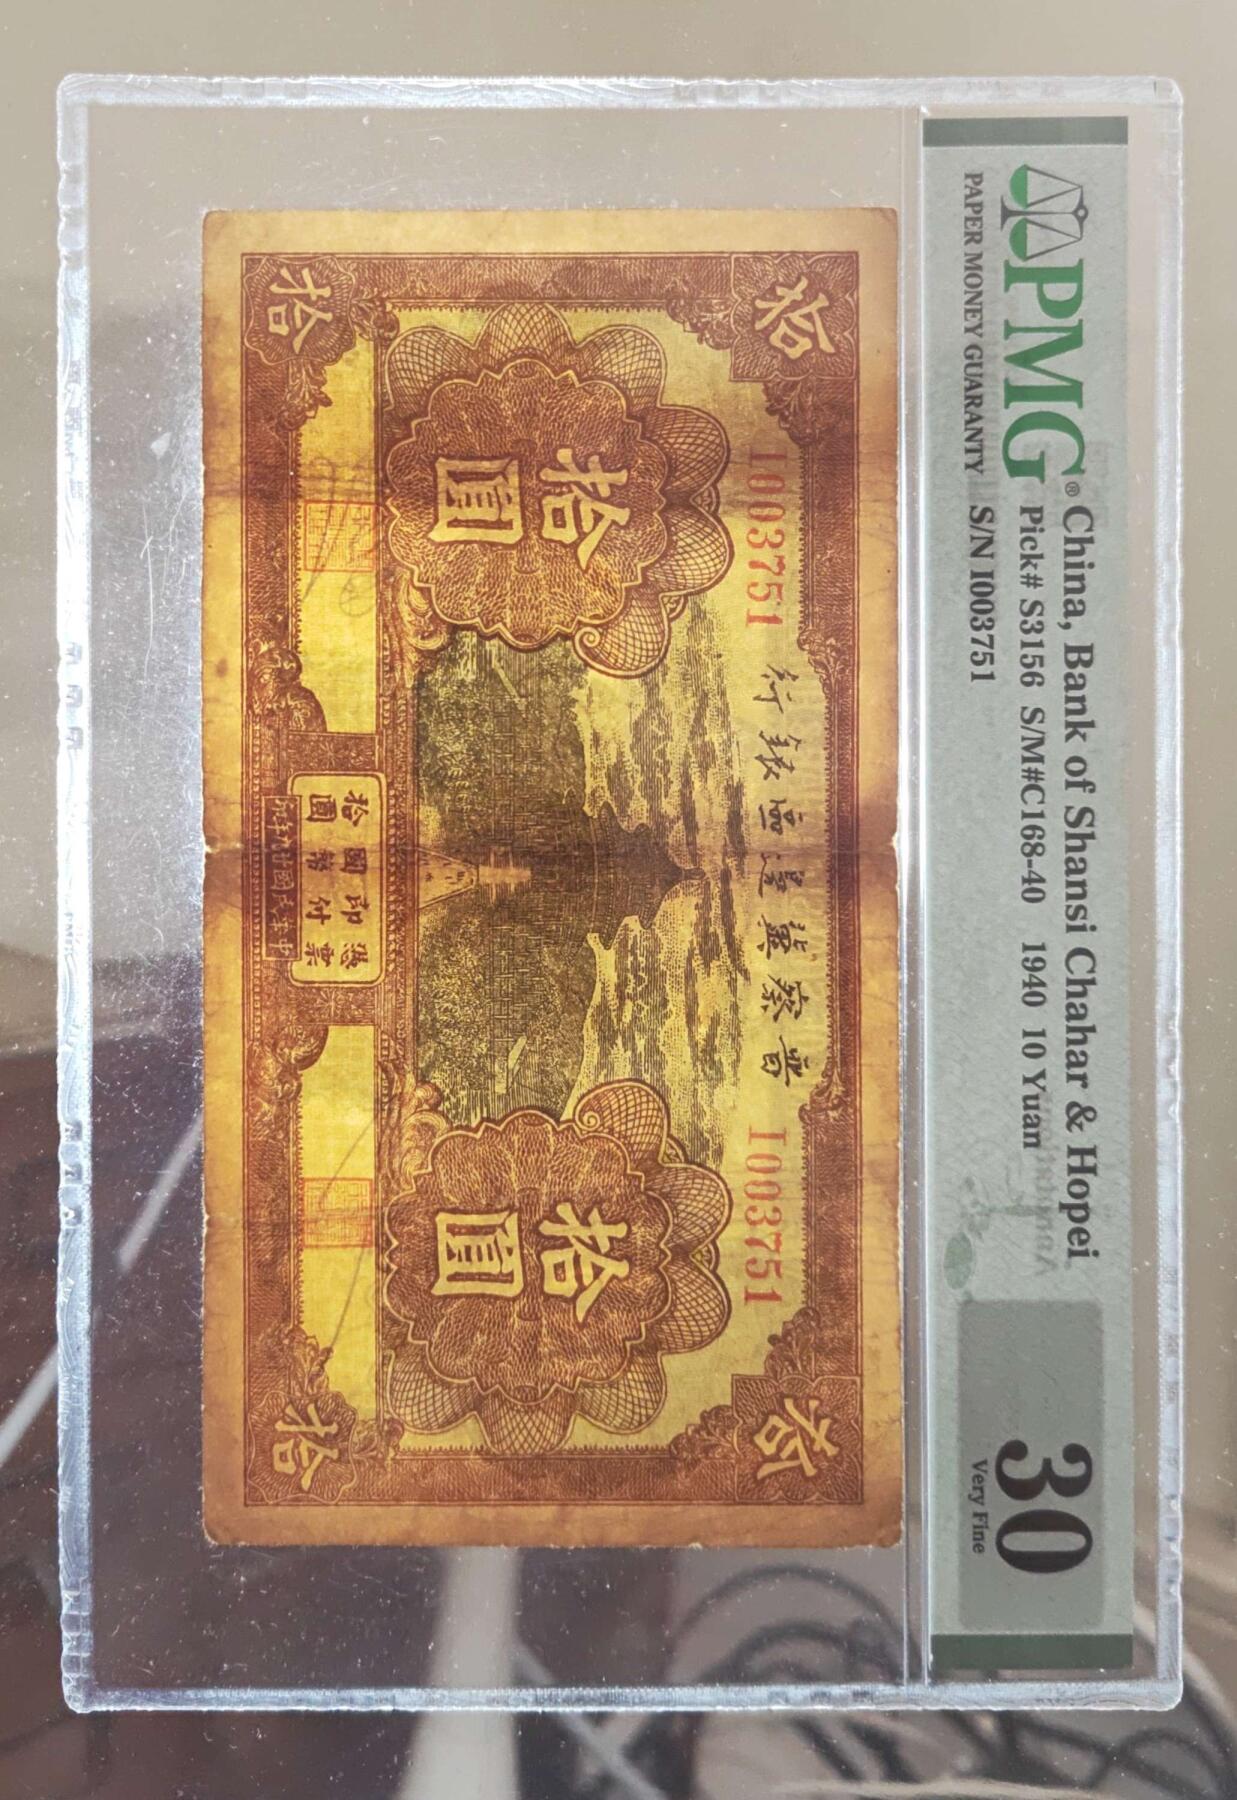 PMG
PAPER MONEY GUARANTY
China, Bank of Shansi Chahar & Hopei
Pick# S3156 S/M#C168-40 1940 10 Yuan
S/N I003751
30
Very Fine
拾
拾
行銀區邊冀察晉
I003751
I003751
拾圓
拾圓
憑票
即付
國幣
拾圓
印年九廿國民華中
拾
拾